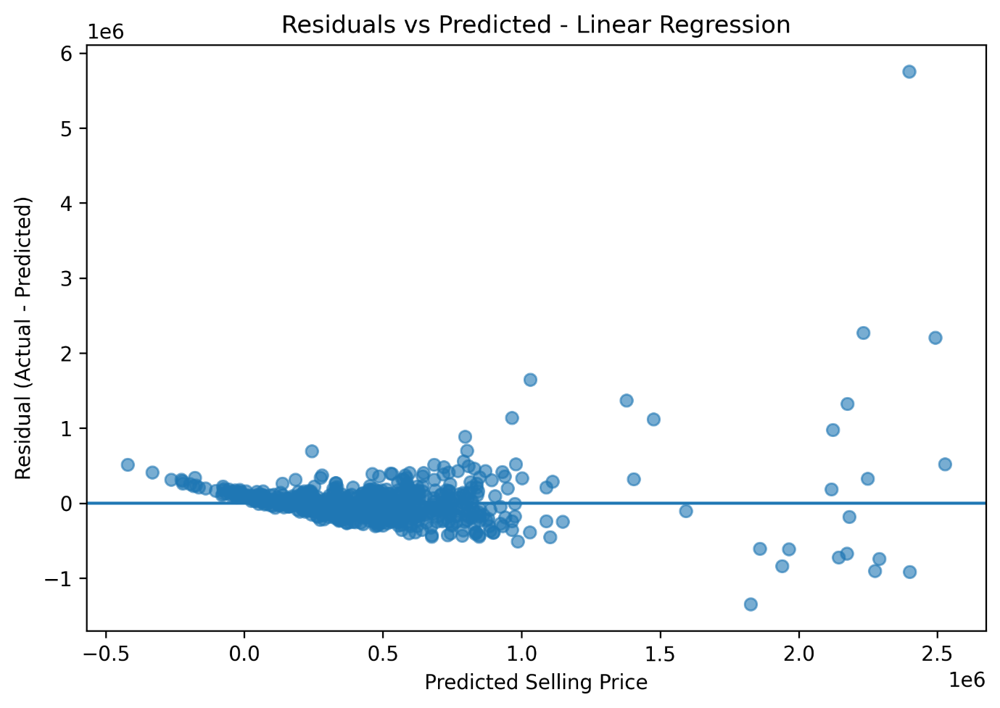 Residuals vs Predicted - Linear Regression
1e6
6
5
4
3
2
1
0
−1
Residual (Actual - Predicted)
−0.5 0.0 0.5 1.0 1.5 2.0 2.5
1e6
Predicted Selling Price